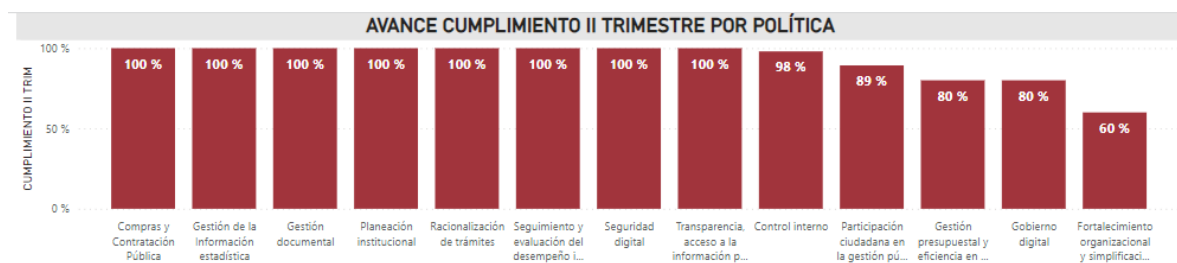 AVANCE CUMPLIMIENTO II TRIMESTRE POR POLÍTICA
CUMPLIMIENTO II TRIM
100 %
50 %
0 %
100 %
100 %
100 %
100 %
100 %
100 %
100 %
100 %
98 %
89 %
80 %
80 %
60 %
Compras y
Contratación
Pública
Gestión de la
Información
estadística
Gestión
documental
Planeación
institucional
Racionalización
de trámites
Seguimiento y
evaluación del
desempeño i...
Seguridad
digital
Transparencia,
acceso a la
información p...
Control interno
Participación
ciudadana en
la gestión pú...
Gestión
presupuestal y
eficiencia en ...
Gobierno
digital
Fortalecimiento
organizacional
y simplificaci...